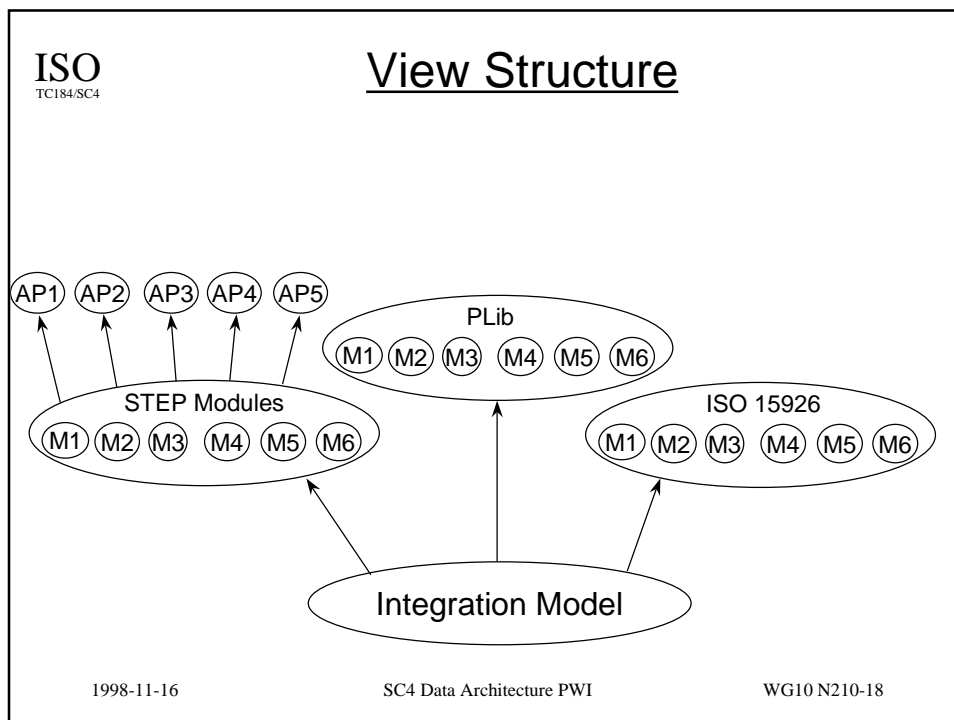 ISO
TC184/SC4
View Structure
AP1 AP2 AP3 AP4 AP5
PLib
M1 M2 M3 M4 M5 M6
STEP Modules
M1 M2 M3 M4 M5 M6
ISO 15926
M1 M2 M3 M4 M5 M6
Integration Model
1998-11-16 SC4 Data Architecture PWI WG10 N210-18